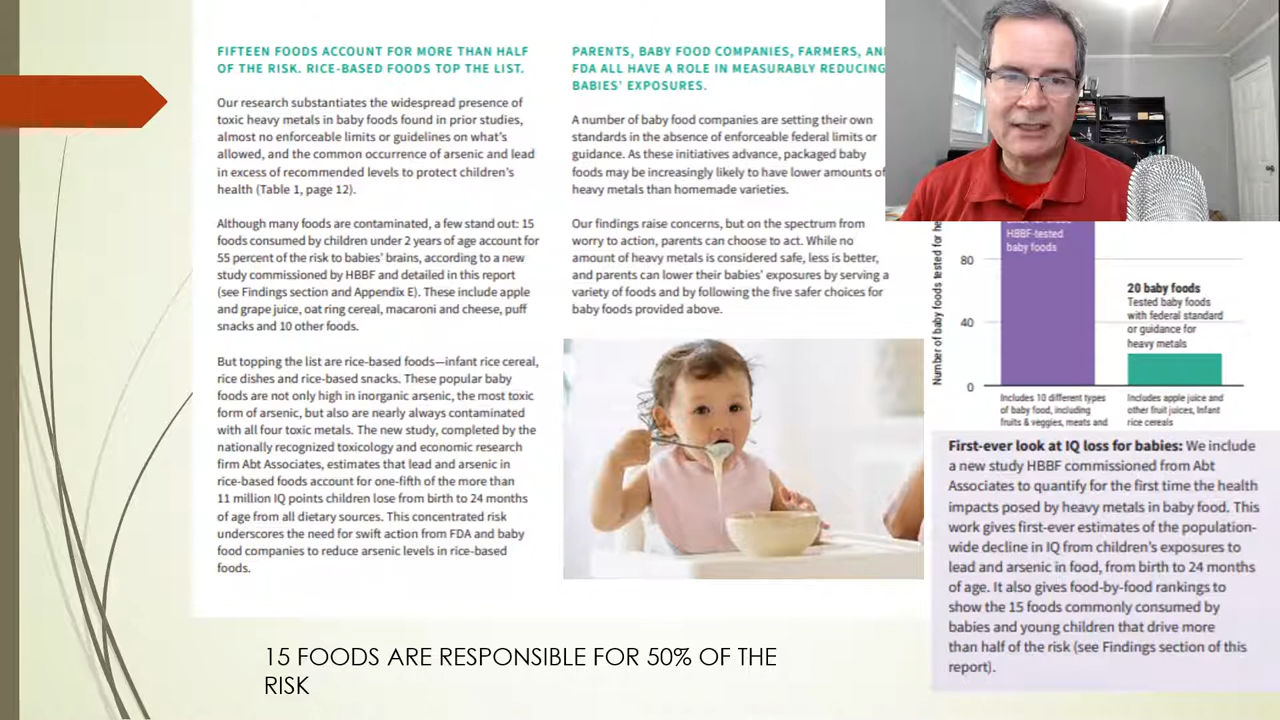 FIFTEEN FOODS ACCOUNT FOR MORE THAN HALF
OF THE RISK. RICE-BASED FOODS TOP THE LIST.
Our research substantiates the widespread presence of
toxic heavy metals in baby foods found in prior studies,
almost no enforceable limits or guidelines on what's
allowed, and the common occurrence of arsenic and lead
in excess of recommended levels to protect children's
health (Table 1, page 12).
Although many foods are contaminated, a few stand out: 15
foods consumed by children under 2 years of age account for
55 percent of the risk to babies' brains, according to a new
study commissioned by HBBF and detailed in this report
(see Findings section and Appendix E). These include apple
and grape juice, oat ring cereal, macaroni and cheese, puff
snacks and 10 other foods.
But topping the list are rice-based foods—infant rice cereal,
rice dishes and rice-based snacks. These popular baby
foods are not only high in inorganic arsenic, the most toxic
form of arsenic, but also are nearly always contaminated
with all four toxic metals. The new study, completed by the
nationally recognized toxicology and economic research
firm Abt Associates, estimates that lead and arsenic in
rice-based foods account for one-fifth of the more than
11 million IQ points children lose from birth to 24 months
of age from all dietary sources. This concentrated risk
underscores the need for swift action from FDA and baby
food companies to reduce arsenic levels in rice-based
foods.
PARENTS, BABY FOOD COMPANIES, FARMERS,
FDA ALL HAVE A ROLE IN MEASURABLY REDUCING
BABIES' EXPOSURES.
A number of baby food companies are setting their own
standards in the absence of enforceable federal limits or
guidance. As these initiatives advance, packaged baby
foods may be increasingly likely to have lower amounts of
heavy metals than homemade varieties.
Our findings raise concerns, but on the spectrum from
worry to action, parents can choose to act. While no
amount of heavy metals is considered safe, less is better,
and parents can lower their babies' exposures by serving a
variety of foods and by following the five safer choices for
baby foods provided above.
Number of baby foods tested for
80
40
0
HBBF-tested
baby foods
20 baby foods
Tested baby foods
with federal standard
or guidance for
heavy metals
Includes 10 different types
of baby food, including
fruits & veggies, meats and
Includes apple juice and
other fruit juices, Infant
rice cereals
First-ever look at IQ loss for babies: We include
a new study HBBF commissioned from Abt
Associates to quantify for the first time the health
impacts posed by heavy metals in baby food. This
work gives first-ever estimates of the population-
wide decline in IQ from children's exposures to
lead and arsenic in food, from birth to 24 months
of age. It also gives food-by-food rankings to
show the 15 foods commonly consumed by
babies and young children that drive more
than half of the risk (see Findings section of this
report).
15 FOODS ARE RESPONSIBLE FOR 50% OF THE
RISK